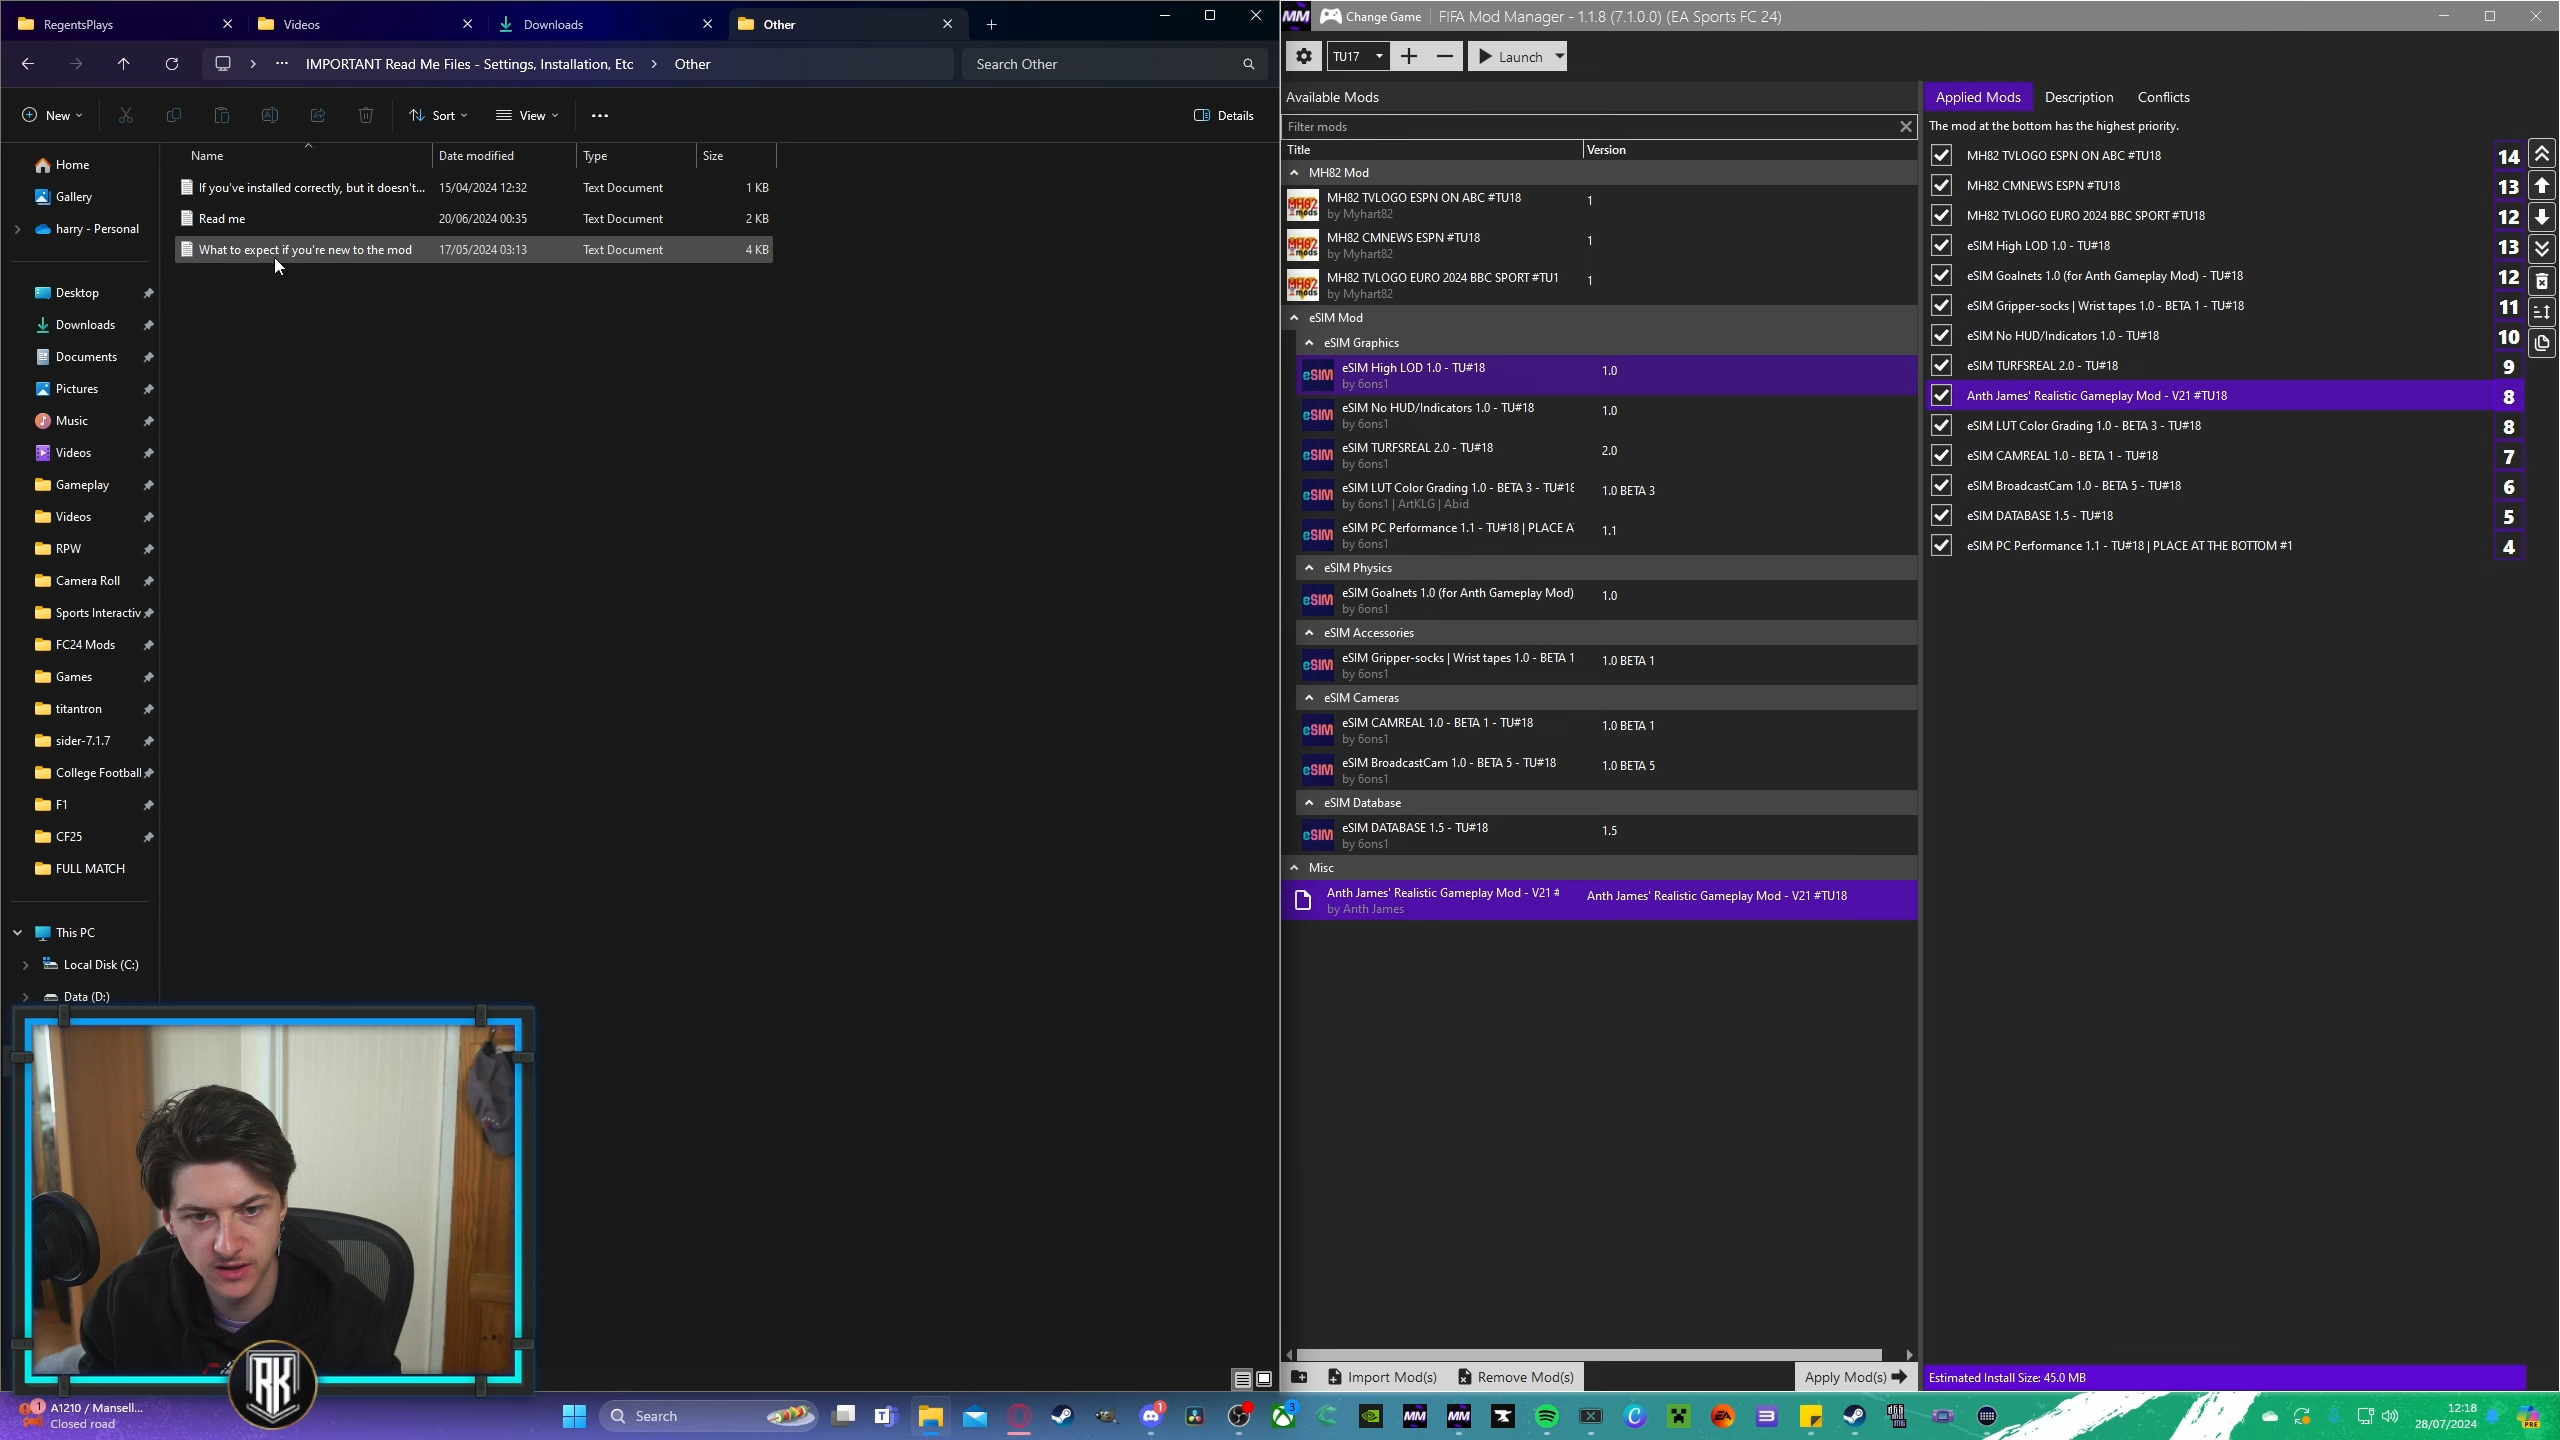 RegentsPlays
Videos
Downloads
Other
IMPORTANT Read Me Files - Settings, Installation, Etc
Other
Search Other
New
Sort
View
Details
Name
Date modified
Type
Size
If you've installed correctly, but it doesn't...
15/04/2024 12:32
Text Document
1 KB
Read me
20/06/2024 00:35
Text Document
2 KB
What to expect if you're new to the mod
17/05/2024 03:13
Text Document
4 KB
Home
Gallery
harry - Personal
Desktop
Downloads
Documents
Pictures
Music
Videos
Gameplay
Videos
RPW
Camera Roll
Sports Interactiv
FC24 Mods
Games
titantron
sider-7.1.7
College Football
F1
CF25
FULL MATCH
This PC
Local Disk (C:)
Data (D:)
RK
MM
Change Game
FIFA Mod Manager - 1.1.8 (7.1.0.0) (EA Sports FC 24)
TU17
Launch
Available Mods
Filter mods
Title
Version
MH82 Mod
MH82 TVLOGO ESPN ON ABC #TU18
by Myhart82
1
MH82 CMNEWS ESPN #TU18
by Myhart82
1
MH82 TVLOGO EURO 2024 BBC SPORT #TU1
by Myhart82
1
eSIM Mod
eSIM Graphics
eSIM High LOD 1.0 - TU#18
by 6ons1
1.0
eSIM No HUD/Indicators 1.0 - TU#18
by 6ons1
1.0
eSIM TURFSREAL 2.0 - TU#18
by 6ons1
2.0
eSIM LUT Color Grading 1.0 - BETA 3 - TU#18
by 6ons1 | ArtKLG | Abid
1.0 BETA 3
eSIM PC Performance 1.1 - TU#18 | PLACE A
by 6ons1
1.1
eSIM Physics
eSIM Goalnets 1.0 (for Anth Gameplay Mod)
by 6ons1
1.0
eSIM Accessories
eSIM Gripper-socks | Wrist tapes 1.0 - BETA 1
by 6ons1
1.0 BETA 1
eSIM Cameras
eSIM CAMREAL 1.0 - BETA 1 - TU#18
by 6ons1
1.0 BETA 1
eSIM BroadcastCam 1.0 - BETA 5 - TU#18
by 6ons1
1.0 BETA 5
eSIM Database
eSIM DATABASE 1.5 - TU#18
by 6ons1
1.5
Misc
Anth James' Realistic Gameplay Mod - V21 #
by Anth James
Anth James' Realistic Gameplay Mod - V21 #TU18
Import Mod(s)
Remove Mod(s)
Apply Mod(s)
Applied Mods
Description
Conflicts
The mod at the bottom has the highest priority.
MH82 TVLOGO ESPN ON ABC #TU18
14
MH82 CMNEWS ESPN #TU18
13
MH82 TVLOGO EURO 2024 BBC SPORT #TU18
12
eSIM High LOD 1.0 - TU#18
13
eSIM Goalnets 1.0 (for Anth Gameplay Mod) - TU#18
12
eSIM Gripper-socks | Wrist tapes 1.0 - BETA 1 - TU#18
11
eSIM No HUD/Indicators 1.0 - TU#18
10
eSIM TURFSREAL 2.0 - TU#18
9
Anth James' Realistic Gameplay Mod - V21 #TU18
8
eSIM LUT Color Grading 1.0 - BETA 3 - TU#18
8
eSIM CAMREAL 1.0 - BETA 1 - TU#18
7
eSIM BroadcastCam 1.0 - BETA 5 - TU#18
6
eSIM DATABASE 1.5 - TU#18
5
eSIM PC Performance 1.1 - TU#18 | PLACE AT THE BOTTOM #1
4
Estimated Install Size: 45.0 MB
A1210 / Mansell...
Closed road
Search
12:18
28/07/2024